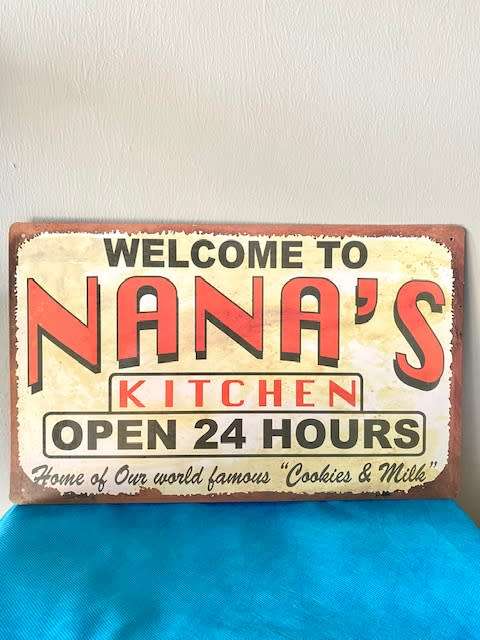 WELCOME TO
NANA'S
KITCHEN
OPEN 24 HOURS
Home of Our world famous "Cookies & Milk"